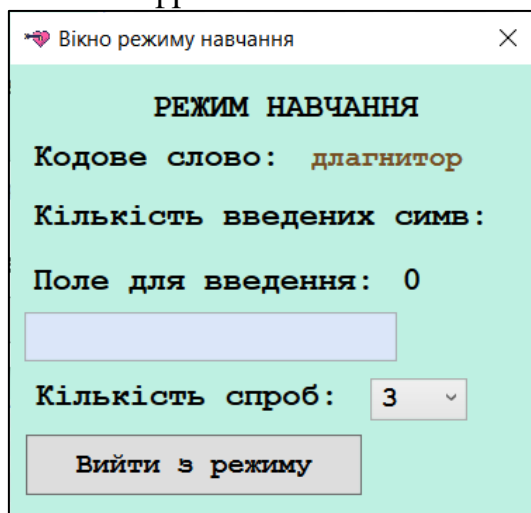 Вікно режиму навчання
РЕЖИМ НАВЧАННЯ
Кодове слово: длагнитор
Кількість введених симв:
Поле для введення: 0
Кількість спроб: 3
Вийти з режиму